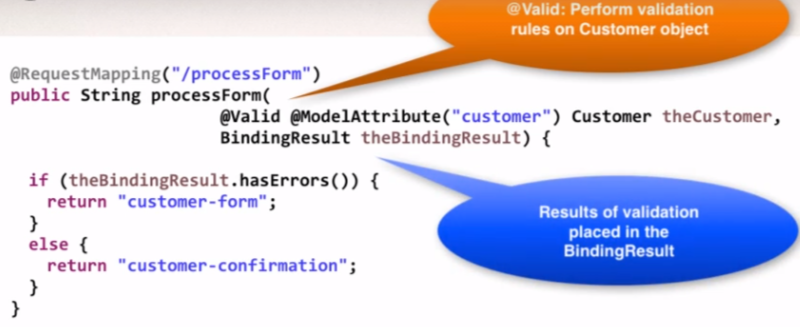 @Valid: Perform validation
rules on Customer object
@RequestMapping("/processForm")
public String processForm(
@Valid @ModelAttribute("customer") Customer theCustomer,
BindingResult theBindingResult) {
if (theBindingResult.hasErrors()) {
return "customer-form";
}
else {
return "customer-confirmation";
}
}
Results of validation
placed in the
BindingResult